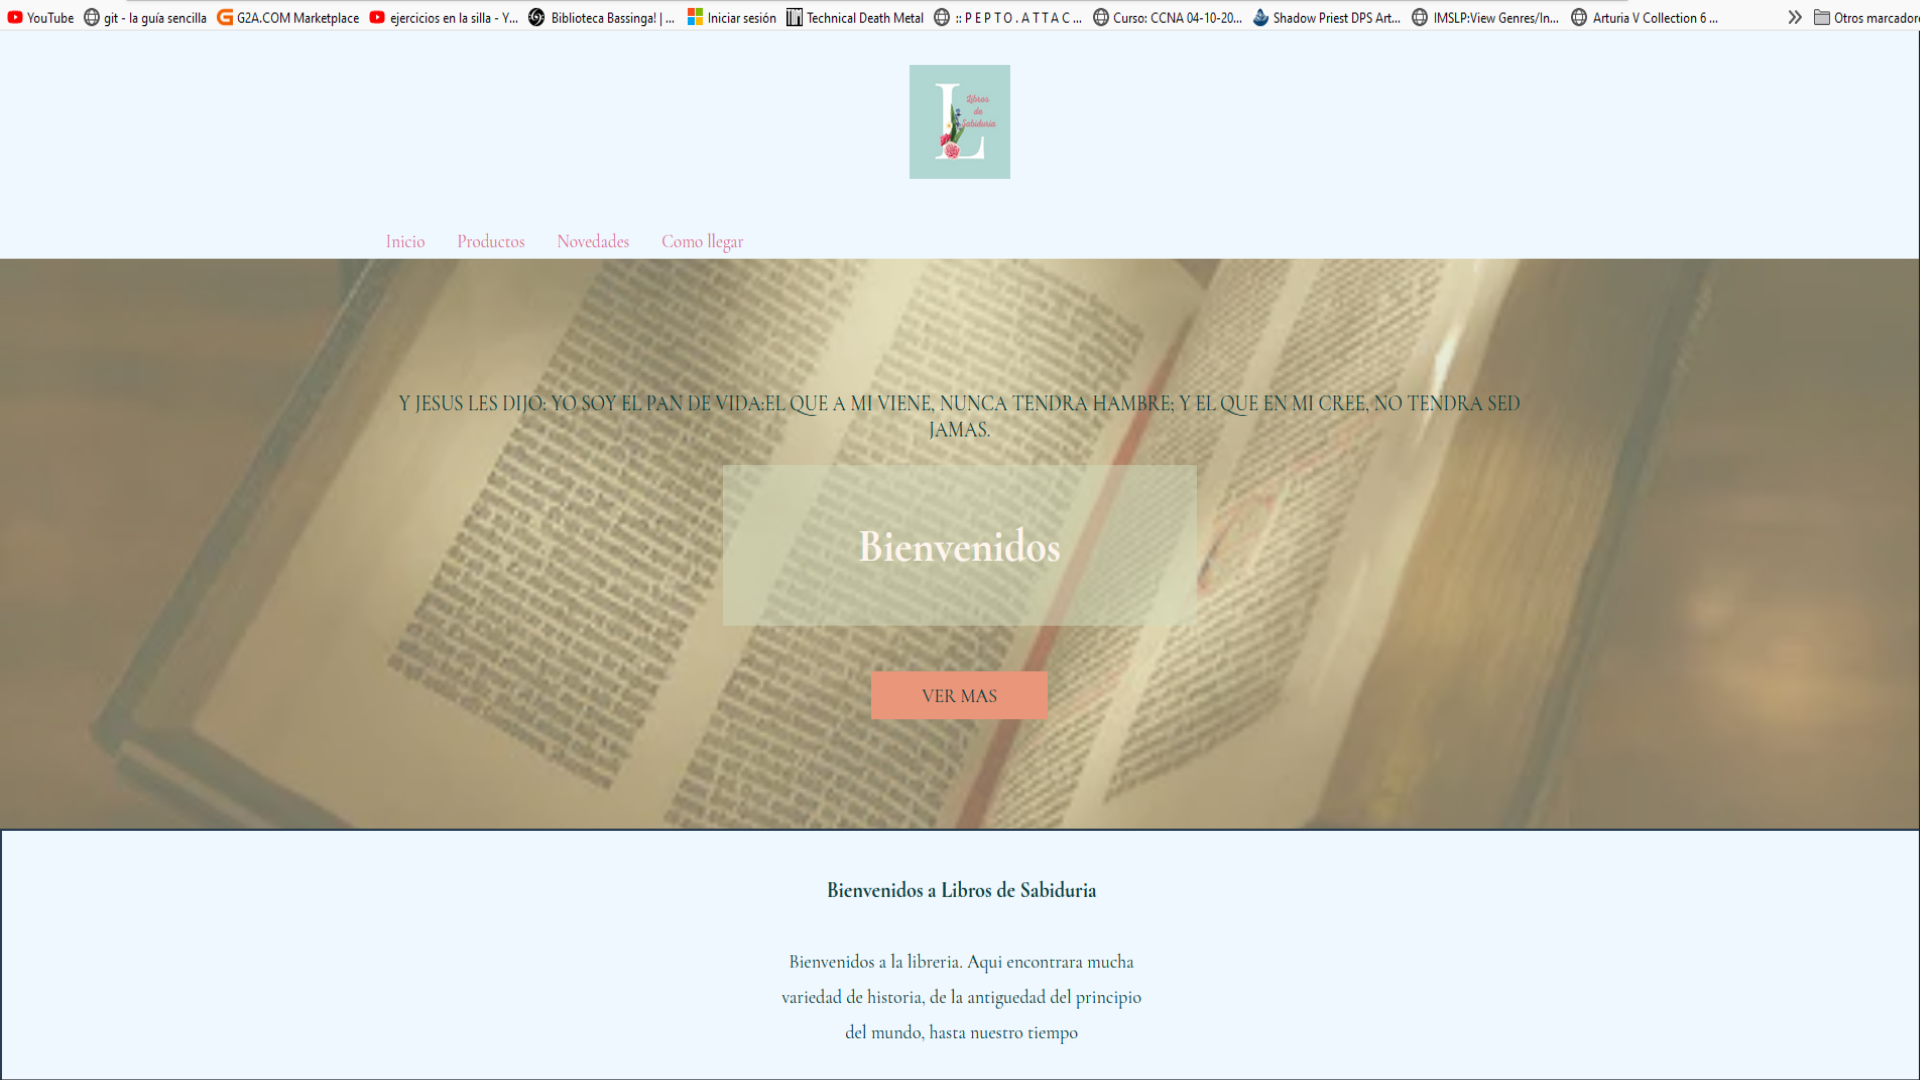 YouTube git - la guía sencilla G2A.COM Marketplace ejercicios en la silla - Y... Biblioteca Bassinga! | ... Iniciar sesión Technical Death Metal :: P E P T O . A T T A C ... Curso: CCNA 04-10-20... Shadow Priest DPS Art... IMSLP:View Genres/In... Arturia V Collection 6 ... Otros marcadore
L
Libros
de
Sabiduria
Inicio Productos Novedades Como llegar
Y JESUS LES DIJO: YO SOY EL PAN DE VIDA:EL QUE A MI VIENE, NUNCA TENDRA HAMBRE; Y EL QUE EN MI CREE, NO TENDRA SED
JAMAS.
Bienvenidos
VER MAS
Bienvenidos a Libros de Sabiduria
Bienvenidos a la libreria. Aqui encontrara mucha
variedad de historia, de la antiguedad del principio
del mundo, hasta nuestro tiempo